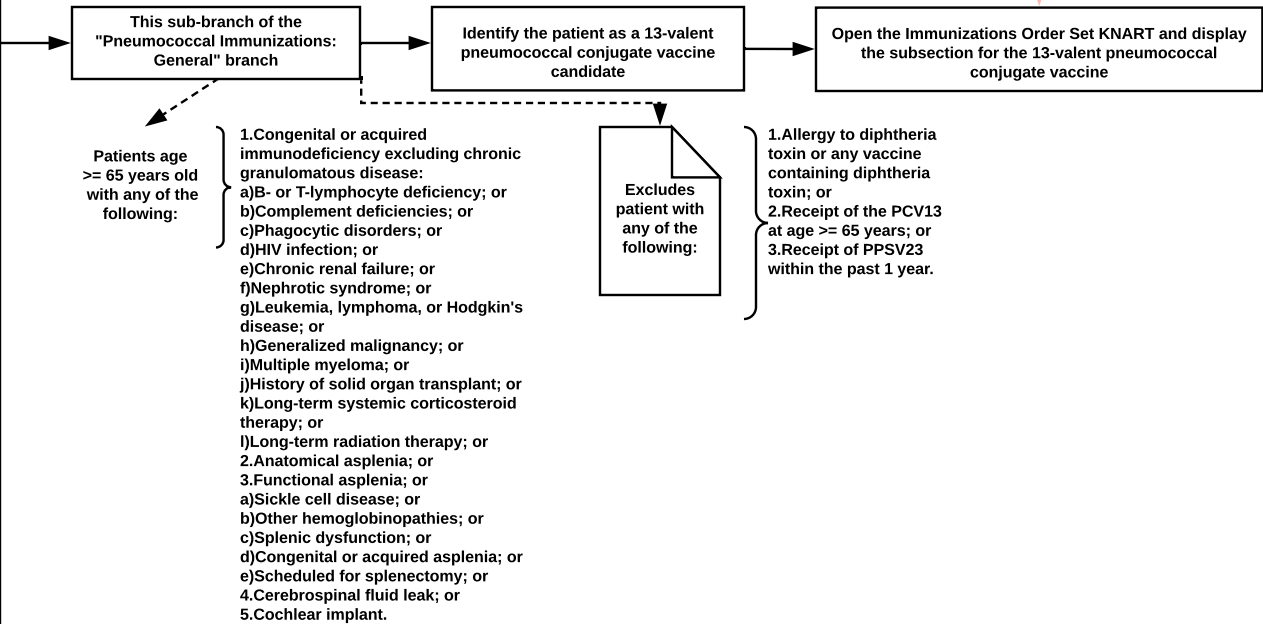 This sub-branch of the
"Pneumococcal Immunizations:
General" branch
Identify the patient as a 13-valent
pneumococcal conjugate vaccine
candidate
Open the Immunizations Order Set KNART and display
the subsection for the 13-valent pneumococcal
conjugate vaccine
Patients age
>= 65 years old
with any of the
following:
1.Congenital or acquired
immunodeficiency excluding chronic
granulomatous disease:
a)B- or T-lymphocyte deficiency; or
b)Complement deficiencies; or
c)Phagocytic disorders; or
d)HIV infection; or
e)Chronic renal failure; or
f)Nephrotic syndrome; or
g)Leukemia, lymphoma, or Hodgkin's
disease; or
h)Generalized malignancy; or
i)Multiple myeloma; or
j)History of solid organ transplant; or
k)Long-term systemic corticosteroid
therapy; or
l)Long-term radiation therapy; or
2.Anatomical asplenia; or
3.Functional asplenia; or
a)Sickle cell disease; or
b)Other hemoglobinopathies; or
c)Splenic dysfunction; or
d)Congenital or acquired asplenia; or
e)Scheduled for splenectomy; or
4.Cerebrospinal fluid leak; or
5.Cochlear implant.
Excludes
patient with
any of the
following:
1.Allergy to diphtheria
toxin or any vaccine
containing diphtheria
toxin; or
2.Receipt of the PCV13
at age >= 65 years; or
3.Receipt of PPSV23
within the past 1 year.